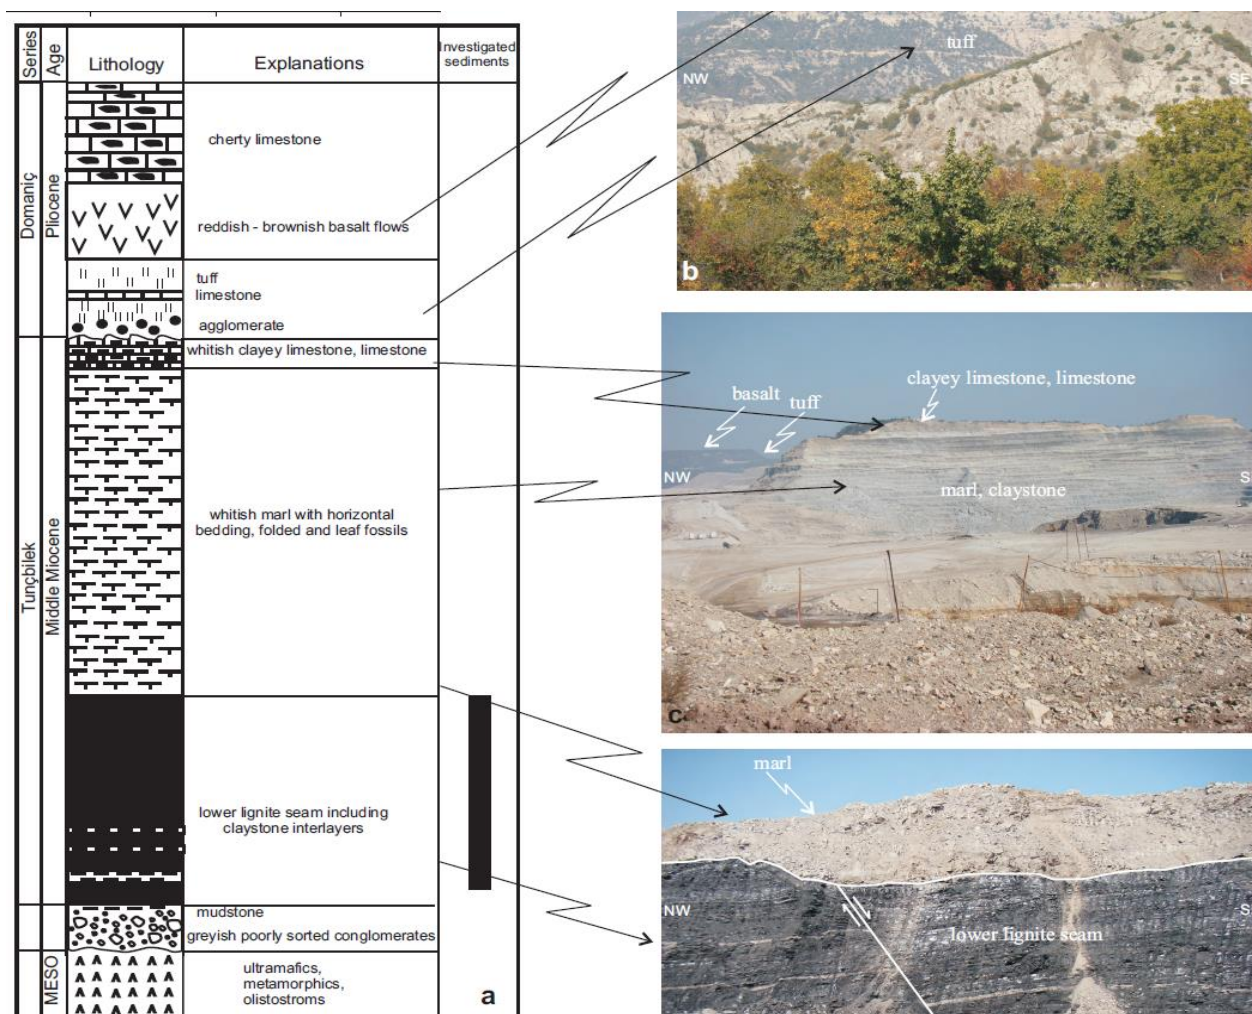 Series
Age
Lithology
Explanations
Investigated
sediments
Domaniç
Pliocene
cherty limestone
reddish - brownish basalt flows
tuff
limestone
agglomerate
Tunçbilek
Middle Miocene
whitish clayey limestone, limestone
whitish marl with horizontal
bedding, folded and leaf fossils
lower lignite seam including
claystone interlayers
mudstone
greyish poorly sorted conglomerates
MESO
ultramafics,
metamorphics,
olistostroms
a
tuff
NW
SE
b
clayey limestone, limestone
basalt
tuff
NW
S
marl, claystone
c
marl
NW
S
lower lignite seam